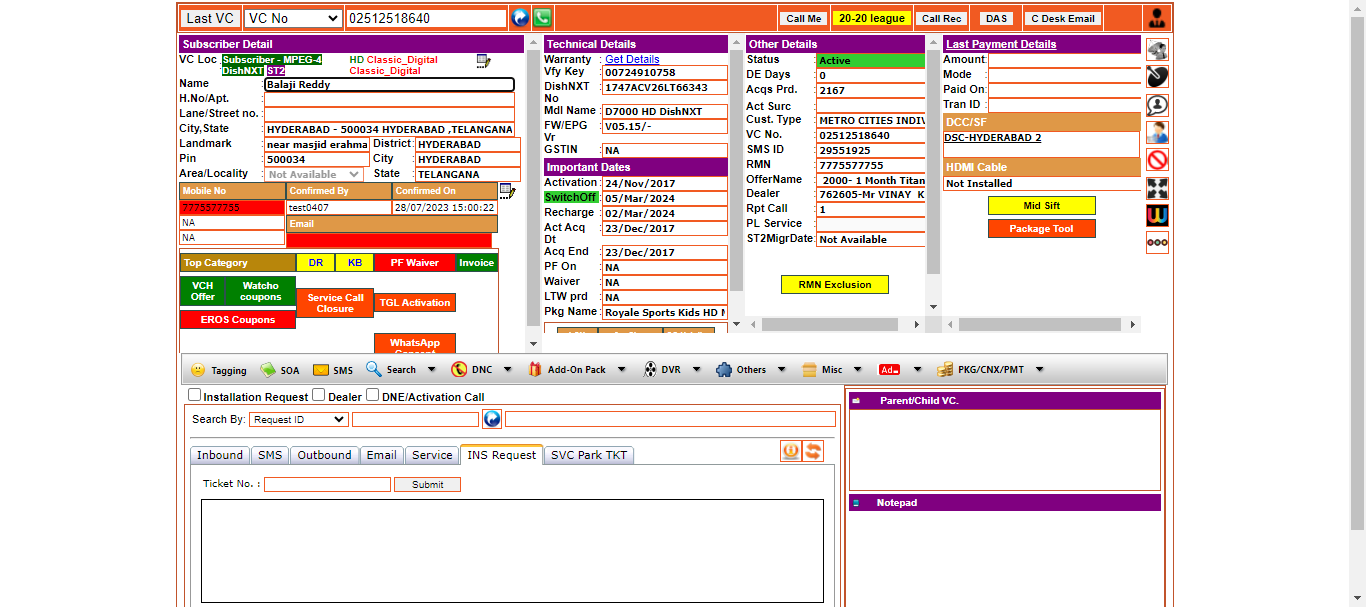 Last VC VC No 02512518640 Call Me 20-20 league Call Rec DAS C Desk Email
Subscriber Detail
VC Loc : Subscriber - MPEG-4 HD Classic_Digital
DishNXT ST2 Classic_Digital
Name : Balaji Reddy
H.No/Apt. :
Lane/Street no. :
City,State : HYDERABAD - 500034 HYDERABAD ,TELANGANA
Landmark : near masjid erahma District : HYDERABAD
Pin : 500034 City : HYDERABAD
Area/Locality : Not Available State : TELANGANA
Mobile No Confirmed By Confirmed On
7775577755 test0407 28/07/2023 15:00:22
NA Email
NA
Top Category DR KB PF Waiver Invoice
VCH Offer Watcho coupons Service Call Closure TGL Activation
EROS Coupons
WhatsApp
Technical Details
Warranty : Get Details
Vfy Key : 00724910758
DishNXT No : 1747ACV26LT66343
Mdl Name : D7000 HD DishNXT
FW/EPG Vr : V05.15/-
GSTIN : NA
Important Dates
Activation : 24/Nov/2017
SwitchOff : 05/Mar/2024
Recharge : 02/Mar/2024
Act Acq Dt : 23/Dec/2017
Acq End : 23/Dec/2017
PF On : NA
Waiver : NA
LTW prd : NA
Pkg Name : Royale Sports Kids HD
Other Details
Status : Active
DE Days : 0
Acqs Prd. : 2167
Act Surc :
Cust. Type : METRO CITIES INDIV
VC No. : 02512518640
SMS ID : 29551925
RMN : 7775577755
OfferName : 2000- 1 Month Titan
Dealer : 762605-Mr VINAY K
Rpt Call : 1
PL Service :
ST2MigrDate: Not Available
RMN Exclusion
Last Payment Details
Amount:
Mode :
Paid On:
Tran ID :
DCC/SF
DSC-HYDERABAD 2
HDMI Cable
Not Installed
Mid Sift
Package Tool
Tagging SOA SMS Search DNC Add-On Pack DVR Others Misc Ad PKG/CNX/PMT
Installation Request Dealer DNE/Activation Call
Search By: Request ID
Inbound SMS Outbound Email Service INS Request SVC Park TKT
Ticket No. : Submit
Parent/Child VC.
Notepad